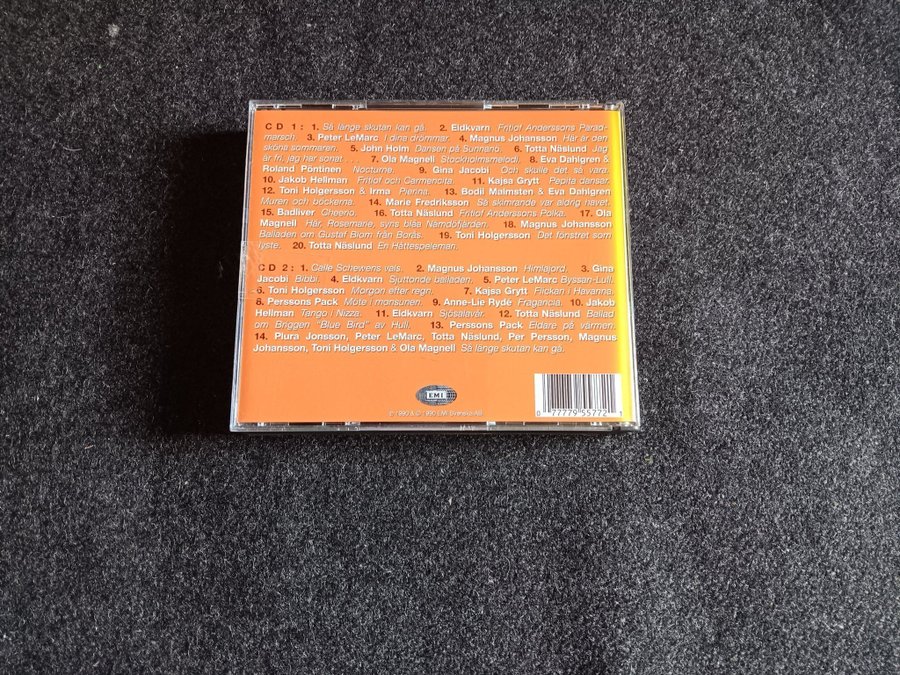 CD 1: 1. Så länge skutan kan gå. 2. Eldkvarn Fritiof Anderssons Parad-
marsch. 3. Peter LeMarc I dina drömmar. 4. Magnus Johansson Här är den
sköna sommaren. 5. John Holm Dansen på Sunnanö. 6. Totta Näslund Jag
är fri, jag har sonat . . . 7. Ola Magnell Stockholmsmelodi. 8. Eva Dahlgren &
Roland Pöntinen Nocturne. 9. Gina Jacobi Och skulle det så vara.
10. Jakob Hellman Fritiof och Carmencita. 11. Kajsa Grytt Pepita dansar.
12. Toni Holgersson & Irma Pierina. 13. Bodil Malmsten & Eva Dahlgren
Muren och böckerna. 14. Marie Fredriksson Så skimrande var aldrig havet.
15. Badliver Cheerio. 16. Totta Näslund Fritiof Anderssons Polka. 17. Ola
Magnell Här, Rosemarie, syns blåa Nämdöfjärden. 18. Magnus Johansson
Balladen om Gustaf Blom från Borås. 19. Toni Holgersson Det fönstret som
lyste. 20. Totta Näslund En Håttespeleman.
CD 2: 1. Calle Schewens vals. 2. Magnus Johansson Himlajord. 3. Gina
Jacobi Bibbi. 4. Eldkvarn Sjuttonde balladen. 5. Peter LeMarc Byssan-Lull.
6. Toni Holgersson Morgon efter regn. 7. Kajsa Grytt Flickan i Havanna.
8. Perssons Pack Möte i monsunen. 9. Anne-Lie Rydé Fragancia. 10. Jakob
Hellman Tango i Nizza. 11. Eldkvarn Sjösalavår. 12. Totta Näslund Ballad
om Briggen "Blue Bird" av Hull. 13. Perssons Pack Eldare på värmen.
14. Plura Jonsson, Peter LeMarc, Totta Näslund, Per Persson, Magnus
Johansson, Toni Holgersson & Ola Magnell Så länge skutan kan gå.
EMI
℗ 1990 & © 1990 EMI Svenska AB
0 77779 55772 1